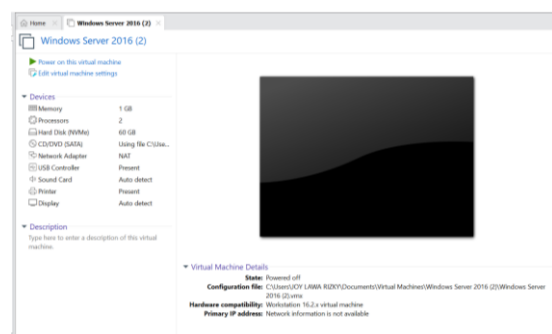 Home
Windows Server 2016 (2)
Windows Server 2016 (2)
Power on this virtual machine
Edit virtual machine settings
Devices
Memory 1 GB
Processors 2
Hard Disk (NVMe) 60 GB
CD/DVD (SATA) Using file C:\Use...
Network Adapter NAT
USB Controller Present
Sound Card Auto detect
Printer Present
Display Auto detect
Description
Type here to enter a description of this virtual
machine.
Virtual Machine Details
State: Powered off
Configuration file: C:\Users\JOY LAWA RIZKY\Documents\Virtual Machines\Windows Server 2016 (2)\Windows Server
2016 (2).vmx
Hardware compatibility: Workstation 16.2.x virtual machine
Primary IP address: Network information is not available